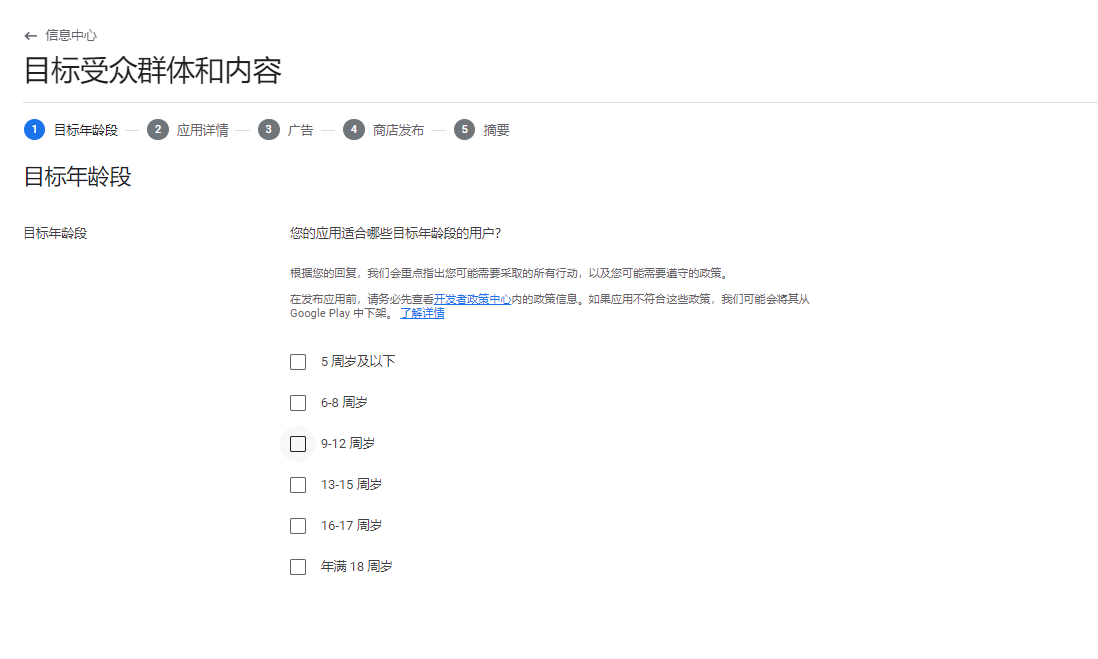 ← 信息中心
目标受众群体和内容
1 目标年龄段 — 2 应用详情 — 3 广告 — 4 商店发布 — 5 摘要
目标年龄段
目标年龄段
您的应用适合哪些目标年龄段的用户?
根据您的回复，我们会重点指出您可能需要采取的所有行动，以及您可能需要遵守的政策。
在发布应用前，请务必先查看开发者政策中心内的政策信息。如果应用不符合这些政策，我们可能会将其从
Google Play 中下架。 了解详情
5 周岁及以下
6-8 周岁
9-12 周岁
13-15 周岁
16-17 周岁
年满 18 周岁